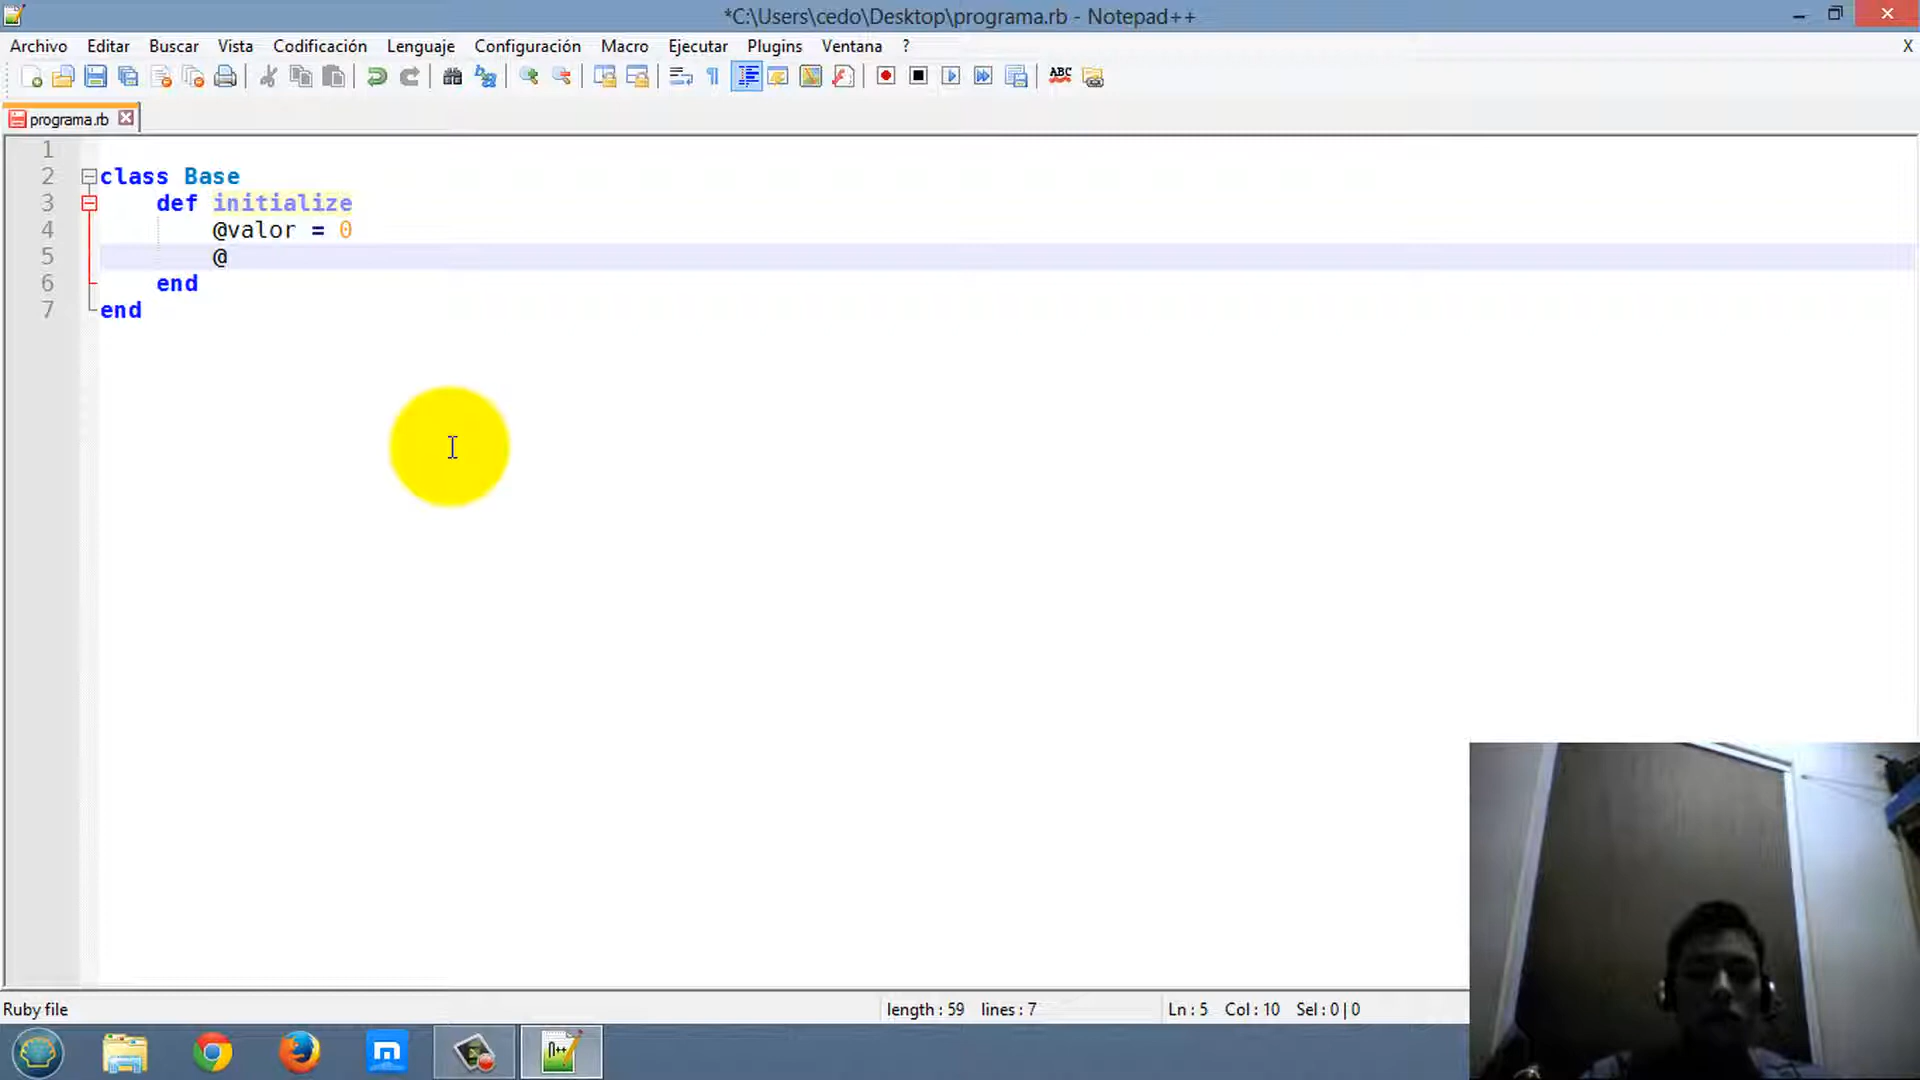 *C:\Users\cedo\Desktop\programa.rb - Notepad++
Archivo Editar Buscar Vista Codificación Lenguaje Configuración Macro Ejecutar Plugins Ventana ? X
ABC
programa.rb
1
2 class Base
3 def initialize
4 @valor = 0
5 @
6 end
7 end
Ruby file length : 59 lines : 7 Ln : 5 Col : 10 Sel : 0 | 0